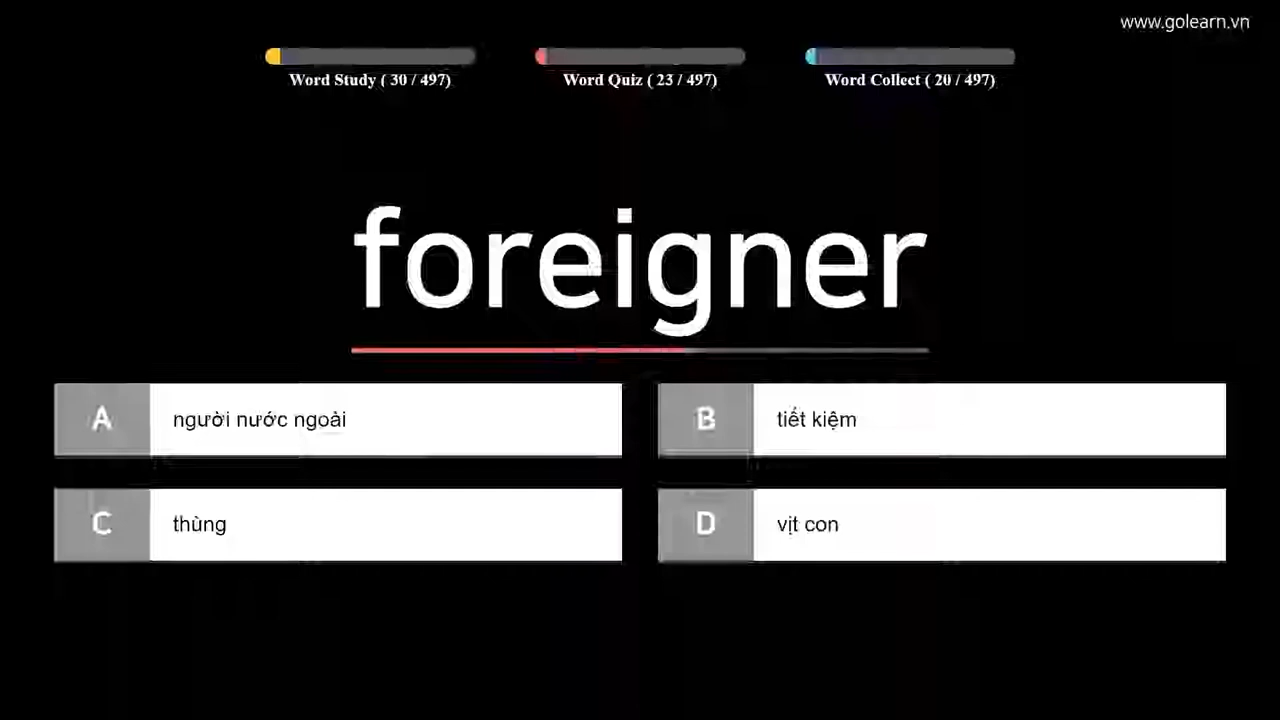 www.golearn.vn
Word Study ( 30 / 497)
Word Quiz ( 23 / 497)
Word Collect ( 20 / 497)
foreigner
A
người nước ngoài
B
tiết kiệm
C
thùng
D
vịt con